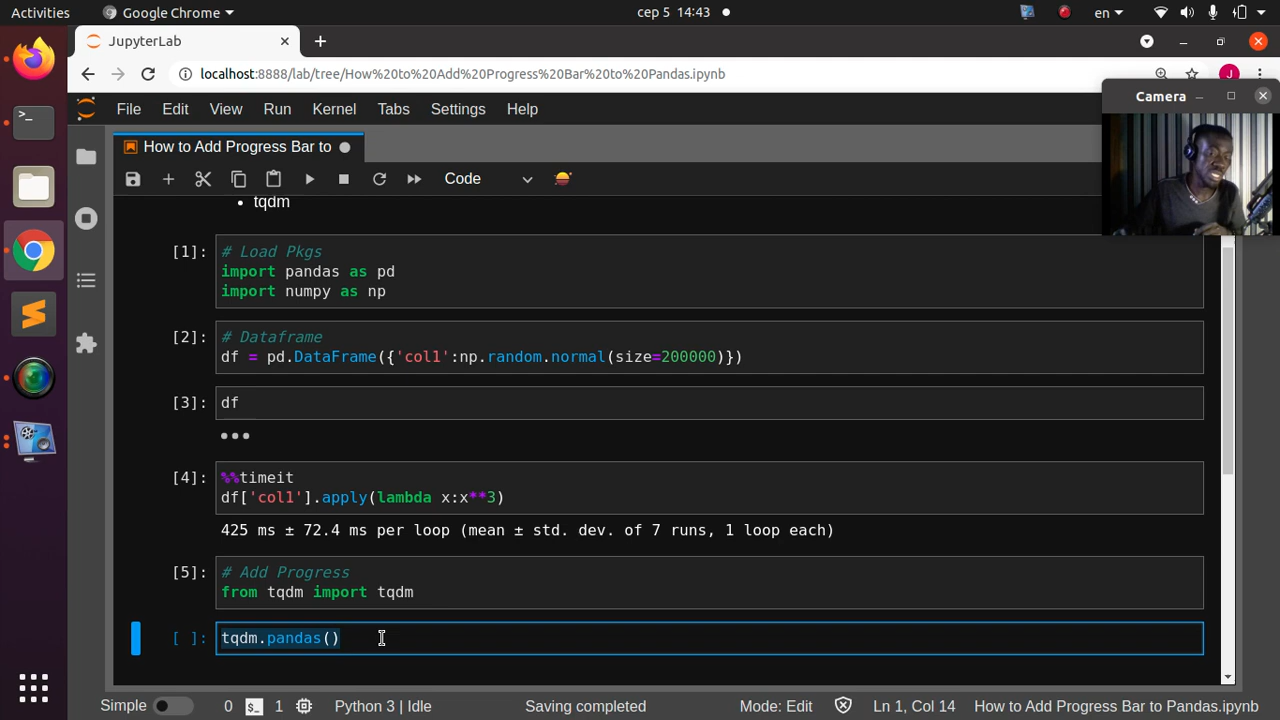 Activities
Google Chrome
сер 5 14:43
en
JupyterLab
localhost:8888/lab/tree/How%20to%20Add%20Progress%20Bar%20to%20Pandas.ipynb
J
Camera
File Edit View Run Kernel Tabs Settings Help
How to Add Progress Bar to
Code
• tqdm
[1]: # Load Pkgs
import pandas as pd
import numpy as np
[2]: # Dataframe
df = pd.DataFrame({'col1':np.random.normal(size=200000)})
[3]: df
[4]: %%timeit
df['col1'].apply(lambda x:x**3)
425 ms ± 72.4 ms per loop (mean ± std. dev. of 7 runs, 1 loop each)
[5]: # Add Progress
from tqdm import tqdm
[ ]: tqdm.pandas()
Simple 0 1 Python 3 | Idle Saving completed Mode: Edit Ln 1, Col 14 How to Add Progress Bar to Pandas.ipynb